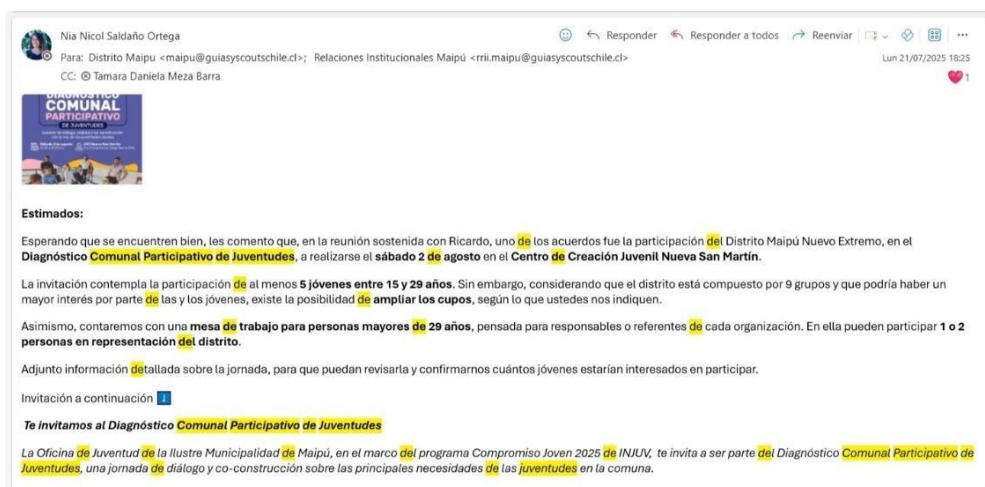 Nia Nicol Saldaño Ortega
Responder
Responder a todos
Reenviar
Para: Distrito Maipu <maipu@guiasyscoutschile.cl>; Relaciones Institucionales Maipú <rrii.maipu@guiasyscoutschile.cl>
Lun 21/07/2025 18:25
CC: Tamara Daniela Meza Barra
1
DIAGNÓSTICO
COMUNAL
PARTICIPATIVO
DE JUVENTUDES
Estimados:
Esperando que se encuentren bien, les comento que, en la reunión sostenida con Ricardo, uno de los acuerdos fue la participación del Distrito Maipú Nuevo Extremo, en el
Diagnóstico Comunal Participativo de Juventudes, a realizarse el sábado 2 de agosto en el Centro de Creación Juvenil Nueva San Martín.
La invitación contempla la participación de al menos 5 jóvenes entre 15 y 29 años. Sin embargo, considerando que el distrito está compuesto por 9 grupos y que podría haber un
mayor interés por parte de las y los jóvenes, existe la posibilidad de ampliar los cupos, según lo que ustedes nos indiquen.
Asimismo, contaremos con una mesa de trabajo para personas mayores de 29 años, pensada para responsables o referentes de cada organización. En ella pueden participar 1 o 2
personas en representación del distrito.
Adjunto información detallada sobre la jornada, para que puedan revisarla y confirmarnos cuántos jóvenes estarían interesados en participar.
Invitación a continuación
Te invitamos al Diagnóstico Comunal Participativo de Juventudes
La Oficina de Juventud de la Ilustre Municipalidad de Maipú, en el marco del programa Compromiso Joven 2025 de INJUV, te invita a ser parte del Diagnóstico Comunal Participativo de
Juventudes, una jornada de diálogo y co-construcción sobre las principales necesidades de las juventudes en la comuna.